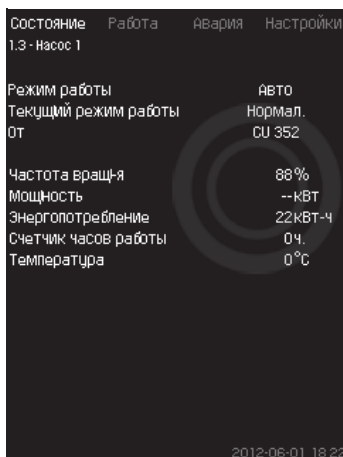 Состояние Работа Авария Настройки
1.3 - Насос 1
Режим работы Авто
Текущий режим работы Нормал.
От CU 352
Частота вращ-я 88%
Мощность --кВт
Энергопотребление 22кВт-ч
Счетчик часов работы 0ч.
Температура 0°C
2012-06-01 18:22